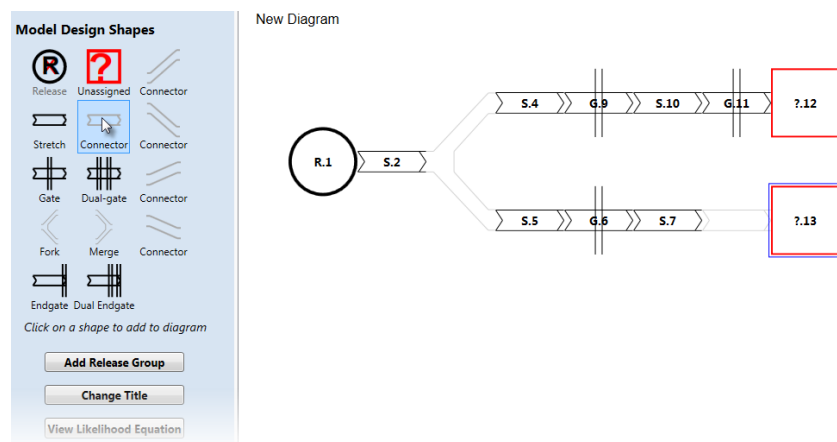 New Diagram
Model Design Shapes
R
?
Release Unassigned Connector
Stretch Connector Connector
Gate Dual-gate Connector
Fork Merge Connector
Endgate Dual Endgate
Click on a shape to add to diagram
Add Release Group
Change Title
View Likelihood Equation
S.4 G.9 S.10 G.11 ?.12
R.1 S.2
S.5 G.6 S.7 ?.13